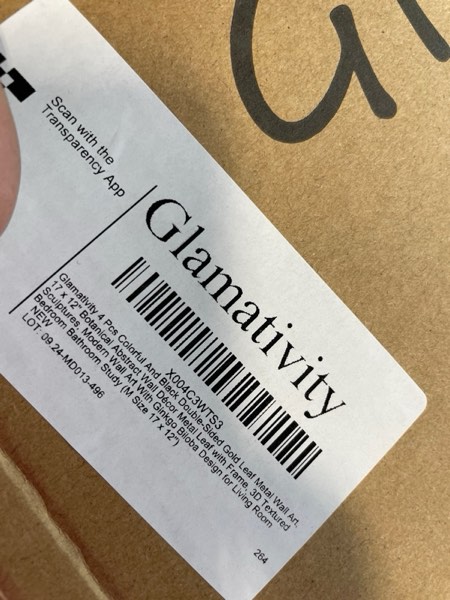 Scan with the
Transparency App
Glamativity
X004C3WTS3
Glamativity 4 Pcs Colorful And Black Double-Sided Gold Leaf Metal Wall Art,
17 x 12" Botanical Abstract Wall Décor Metal Leaf with Frame, 3D Textured
Sculptures, Modern Wall Art With Ginkgo Biloba Design for Living Room
Bedroom Bathroom Study (M Size 17 x 12")
NEW
LOT: 09.24-MD013-496
264